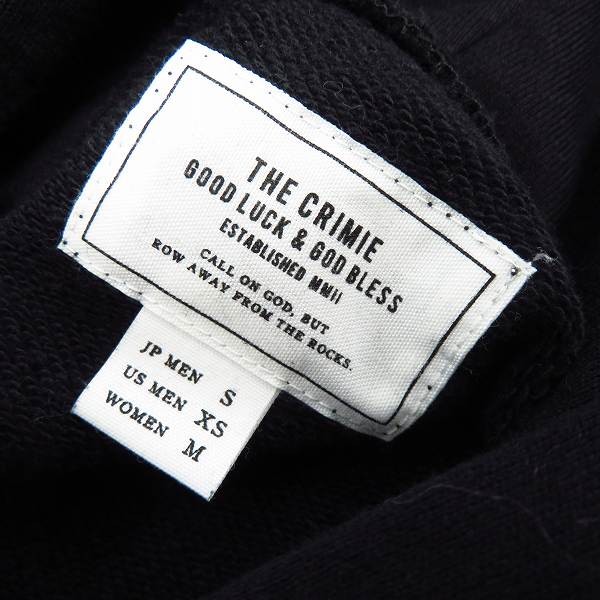 THE CRIMIE
GOOD LUCK & GOD BLESS
ESTABLISHED MMII
CALL ON GOD, BUT
ROW AWAY FROM THE ROCKS.
JP MEN S
US MEN XS
WOMEN M